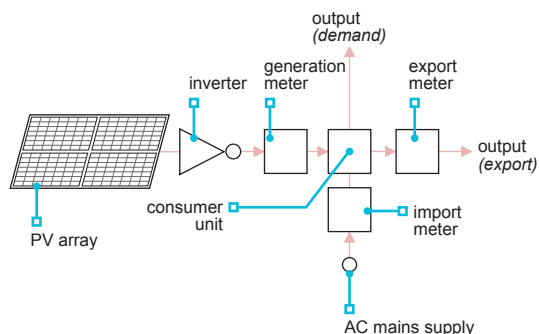 output
(demand)
generation
meter
export
meter
inverter
output
(export)
consumer
unit
import
meter
PV array
AC mains supply